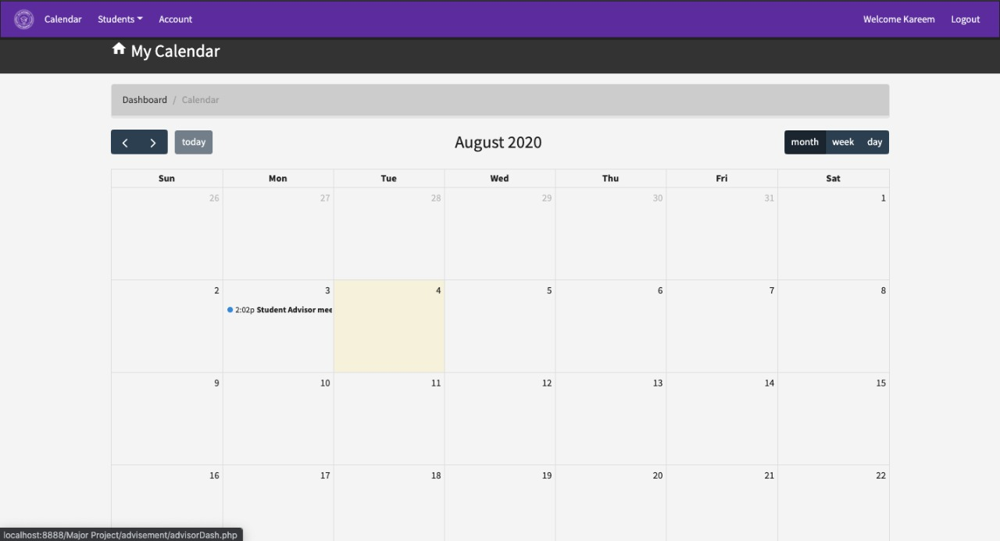 Calendar Students Account Welcome Kareem Logout
My Calendar
Dashboard / Calendar
today August 2020 month week day
Sun Mon Tue Wed Thu Fri Sat
26 27 28 29 30 31 1
2 3 4 5 6 7 8
2:02p Student Advisor mee
9 10 11 12 13 14 15
16 17 18 19 20 21 22
localhost:8888/Major Project/advisement/advisorDash.php